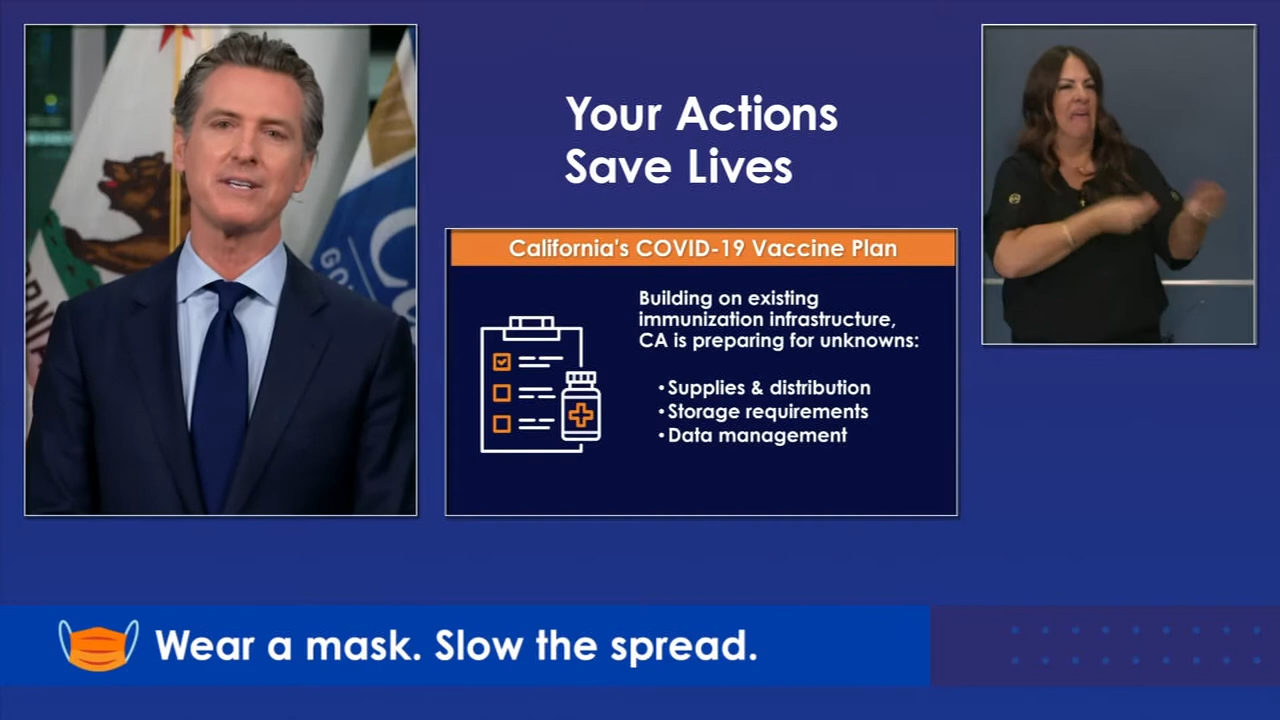 Your Actions
Save Lives
California's COVID-19 Vaccine Plan
Building on existing
immunization infrastructure,
CA is preparing for unknowns:
•Supplies & distribution
•Storage requirements
•Data management
Wear a mask. Slow the spread.